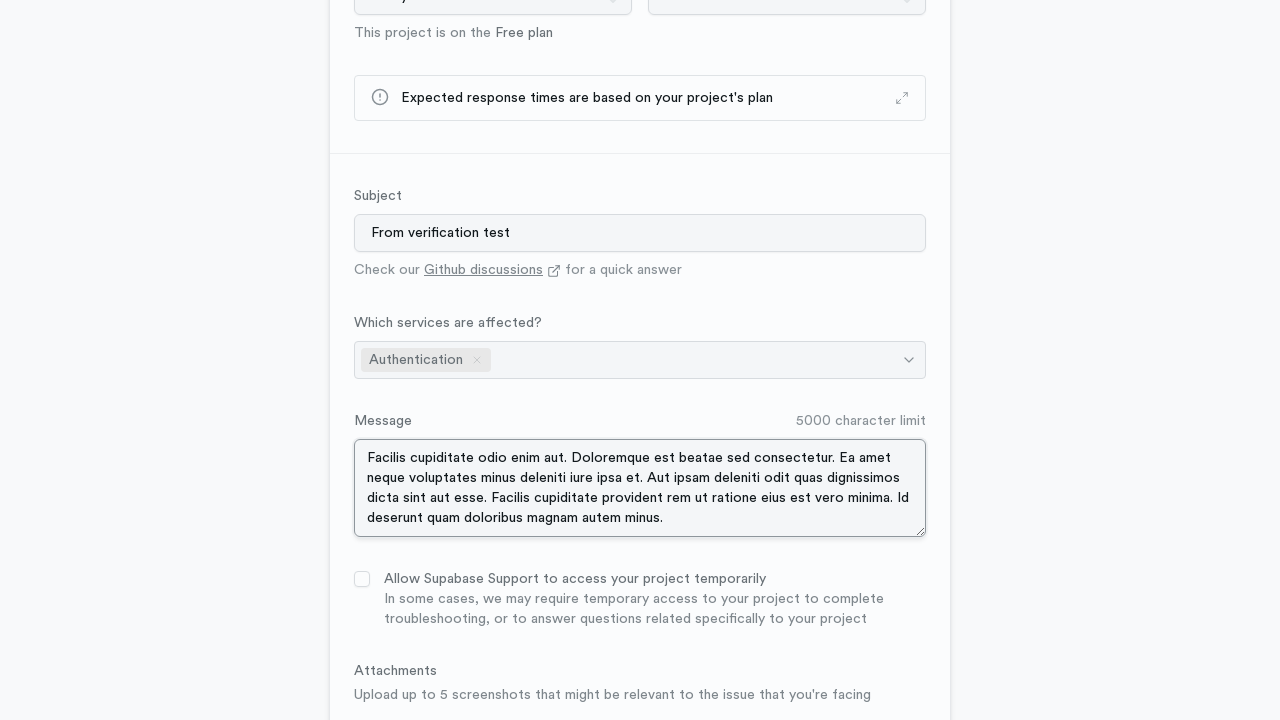 This project is on the Free plan
Expected response times are based on your project's plan
Subject
From verification test
Check our Github discussions for a quick answer
Which services are affected?
Authentication
Message
5000 character limit
Facilis cupiditate odio enim aut. Doloremque est beatae sed consectetur. Ea amet
neque voluptates minus deleniti iure ipsa et. Aut ipsam deleniti odit quas dignissimos
dicta sint aut esse. Facilis cupiditate provident rem ut ratione eius est vero minima. Id
deserunt quam doloribus magnam autem minus.
Allow Supabase Support to access your project temporarily
In some cases, we may require temporary access to your project to complete
troubleshooting, or to answer questions related specifically to your project
Attachments
Upload up to 5 screenshots that might be relevant to the issue that you're facing